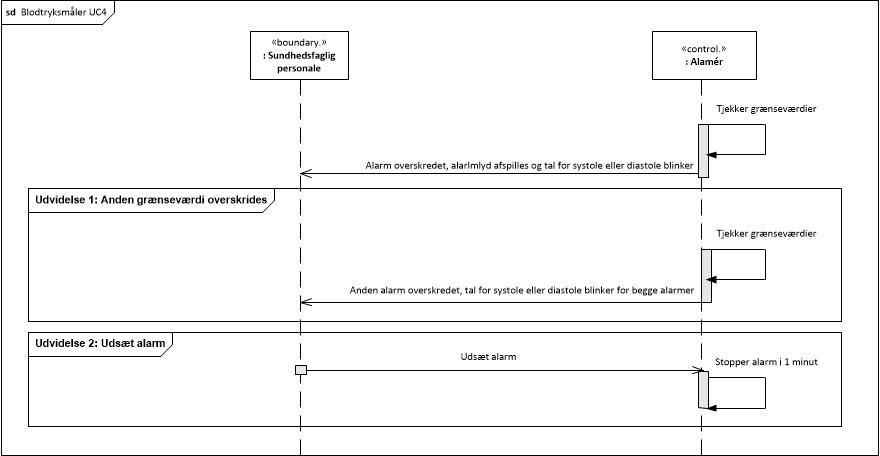 sd Blodtryksmåler UC4
«boundary.»
: Sundhedsfaglig
personale
«control.»
: Alamér
Tjekker grænseværdier
Alarm overskredet, alarlmlyd afspilles og tal for systole eller diastole blinker
Udvidelse 1: Anden grænseværdi overskrides
Tjekker grænseværdier
Anden alarm overskredet, tal for systole eller diastole blinker for begge alarmer
Udvidelse 2: Udsæt alarm
Udsæt alarm
Stopper alarm i 1 minut